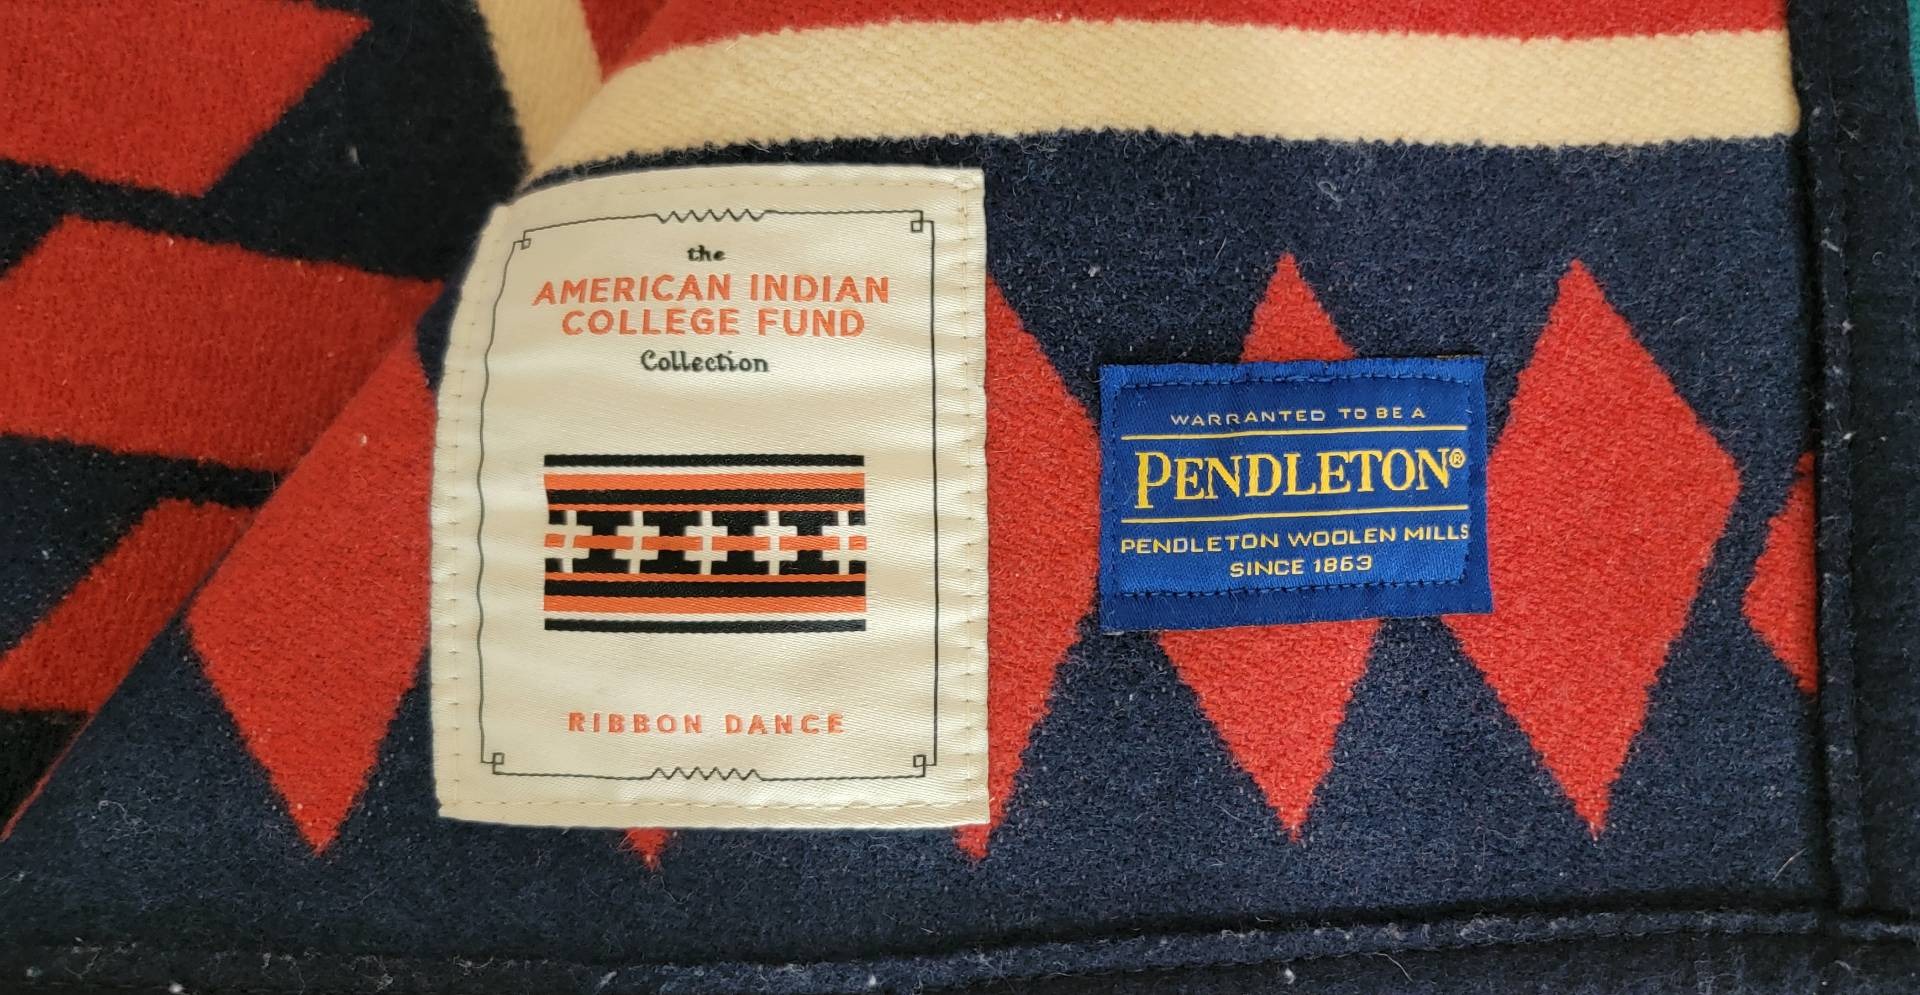 the
AMERICAN INDIAN
COLLEGE FUND
Collection
RIBBON DANCE
WARRANTED TO BE A
PENDLETON®
PENDLETON WOOLEN MILLS
SINCE 1863